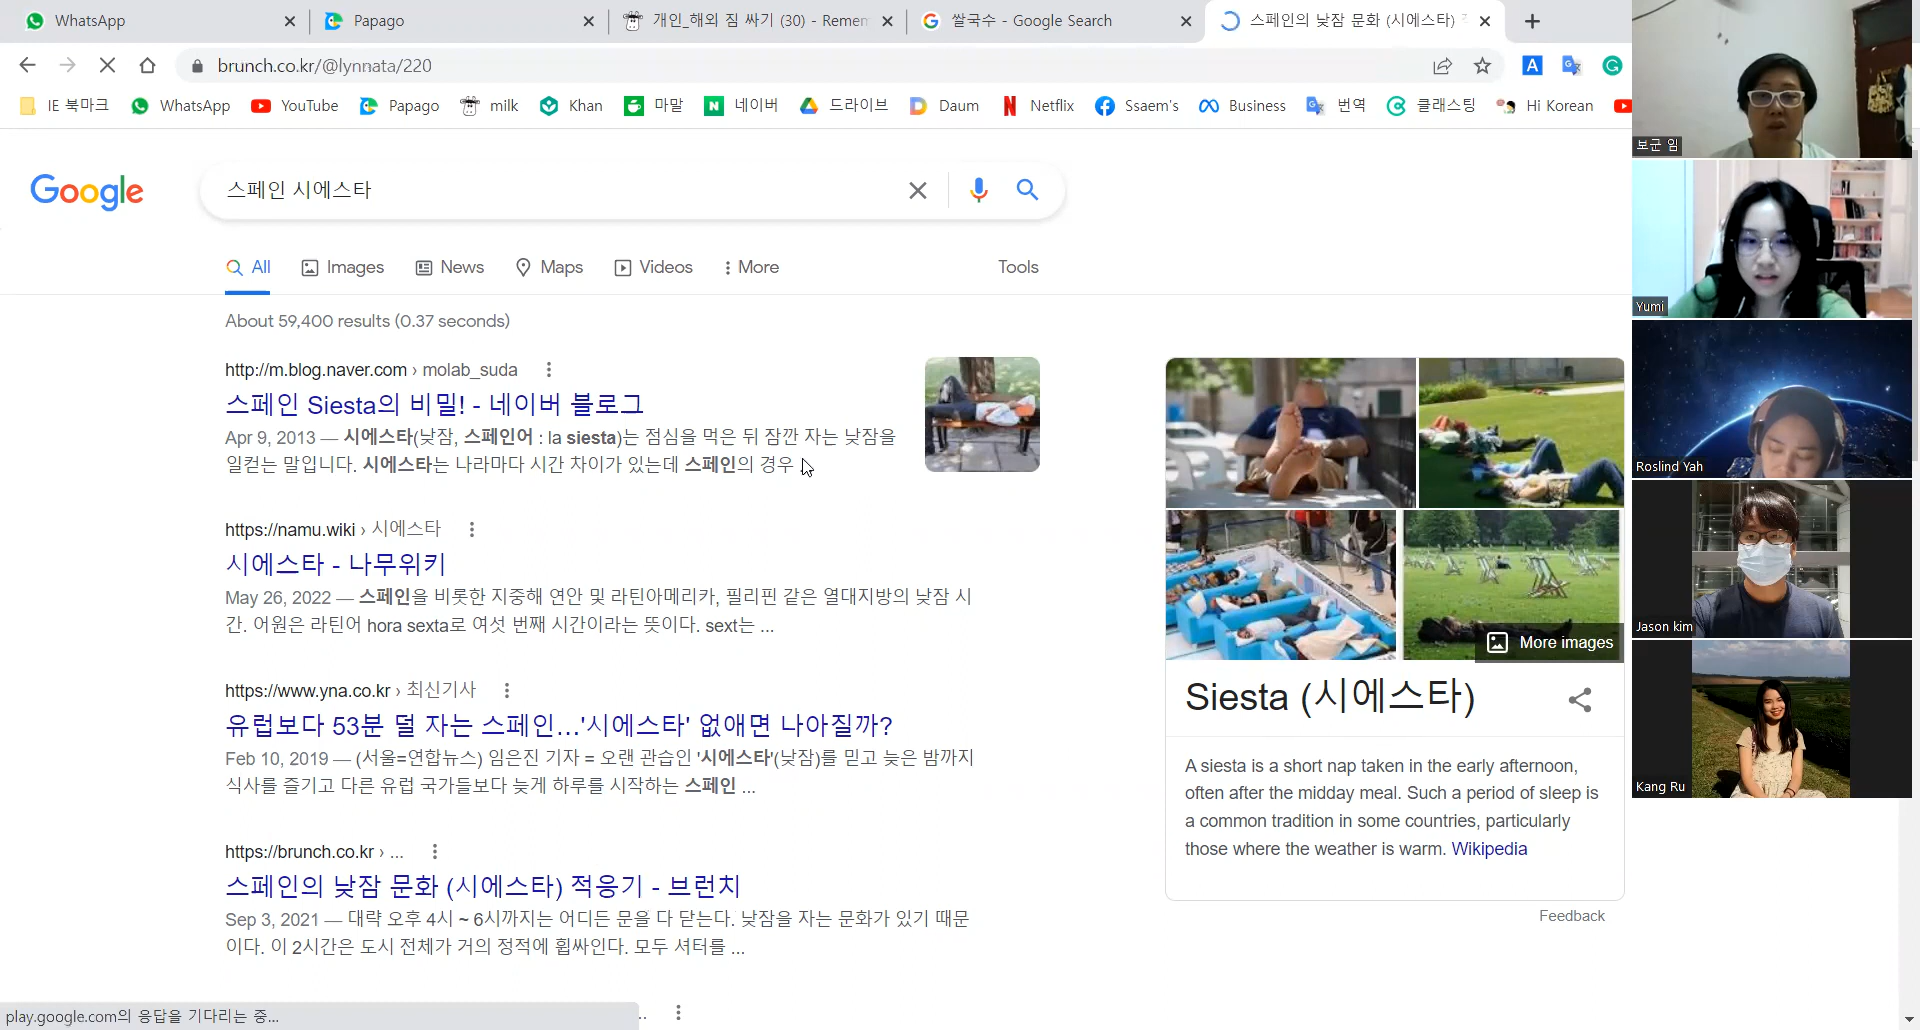 WhatsApp
Papago
개인_해외 짐 싸기 (30) - Remem
쌀국수 - Google Search
스페인의 낮잠 문화 (시에스타)
brunch.co.kr/@lynnata/220
IE 북마크
WhatsApp
YouTube
Papago
milk
Khan
마말
네이버
드라이브
Daum
Netflix
Ssaem's
Business
번역
클래스팅
Hi Korean
Google
스페인 시에스타
All
Images
News
Maps
Videos
More
Tools
About 59,400 results (0.37 seconds)
http://m.blog.naver.com › molab_suda
스페인 Siesta의 비밀! - 네이버 블로그
Apr 9, 2013 — 시에스타(낮잠, 스페인어 : la siesta)는 점심을 먹은 뒤 잠깐 자는 낮잠을
일컫는 말입니다. 시에스타는 나라마다 시간 차이가 있는데 스페인의 경우
https://namu.wiki › 시에스타
시에스타 - 나무위키
May 26, 2022 — 스페인을 비롯한 지중해 연안 및 라틴아메리카, 필리핀 같은 열대지방의 낮잠 시
간. 어원은 라틴어 hora sexta로 여섯 번째 시간이라는 뜻이다. sext는 ...
https://www.yna.co.kr › 최신기사
유럽보다 53분 덜 자는 스페인...'시에스타' 없애면 나아질까?
Feb 10, 2019 — (서울=연합뉴스) 임은진 기자 = 오랜 관습인 '시에스타'(낮잠)를 믿고 늦은 밤까지
식사를 즐기고 다른 유럽 국가들보다 늦게 하루를 시작하는 스페인 ...
https://brunch.co.kr › ...
스페인의 낮잠 문화 (시에스타) 적응기 - 브런치
Sep 3, 2021 — 대략 오후 4시 ~ 6시까지는 어디든 문을 다 닫는다. 낮잠을 자는 문화가 있기 때문
이다. 이 2시간은 도시 전체가 거의 정적에 휩싸인다. 모두 셔터를 ...
play.google.com의 응답을 기다리는 중...
More images
Siesta (시에스타)
A siesta is a short nap taken in the early afternoon,
often after the midday meal. Such a period of sleep is
a common tradition in some countries, particularly
those where the weather is warm. Wikipedia
Feedback
보군 임
Yumi
Roslind Yah
Jason kim
Kang Ru